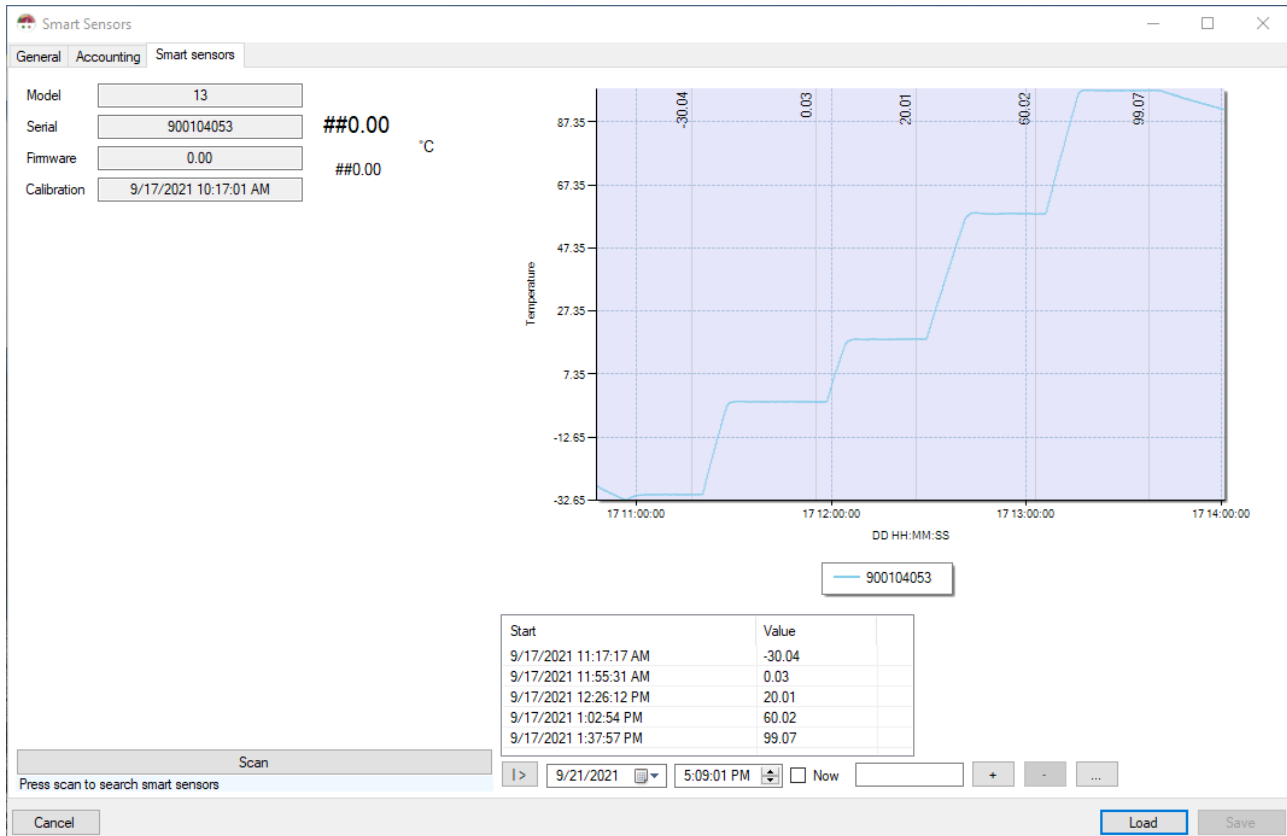 Smart Sensors
General Accounting Smart sensors
Model 13
Serial 900104053
Firmware 0.00
Calibration 9/17/2021 10:17:01 AM
##0.00
°C
##0.00
-30.04 0.03 20.01 60.02 99.07
Temperature
87.35
67.35
47.35
27.35
7.35
-12.65
-32.65
17 11:00:00 17 12:00:00 17 13:00:00 17 14:00:00
DD HH:MM:SS
900104053
Start Value
9/17/2021 11:17:17 AM -30.04
9/17/2021 11:55:31 AM 0.03
9/17/2021 12:26:12 PM 20.01
9/17/2021 1:02:54 PM 60.02
9/17/2021 1:37:57 PM 99.07
Scan
Press scan to search smart sensors
|> 9/21/2021 5:09:01 PM Now + - ...
Cancel Load Save